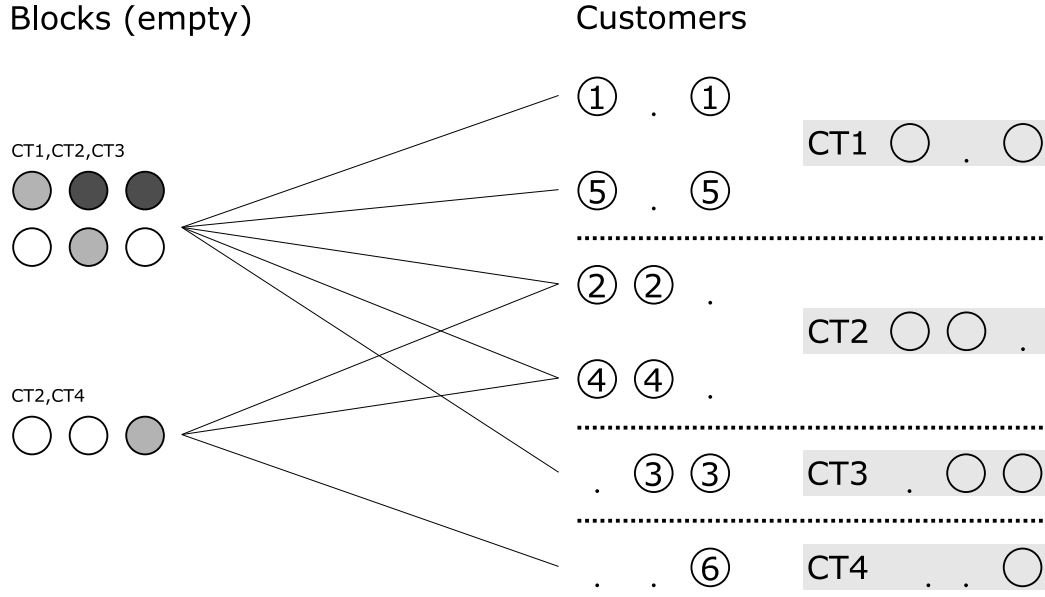 Blocks (empty)
Customers
1 . 1
CT1 .
CT1,CT2,CT3
5 . 5
2 2 .
CT2 .
4 4 .
CT2,CT4
. 3 3
CT3 .
. . 6
CT4 . .